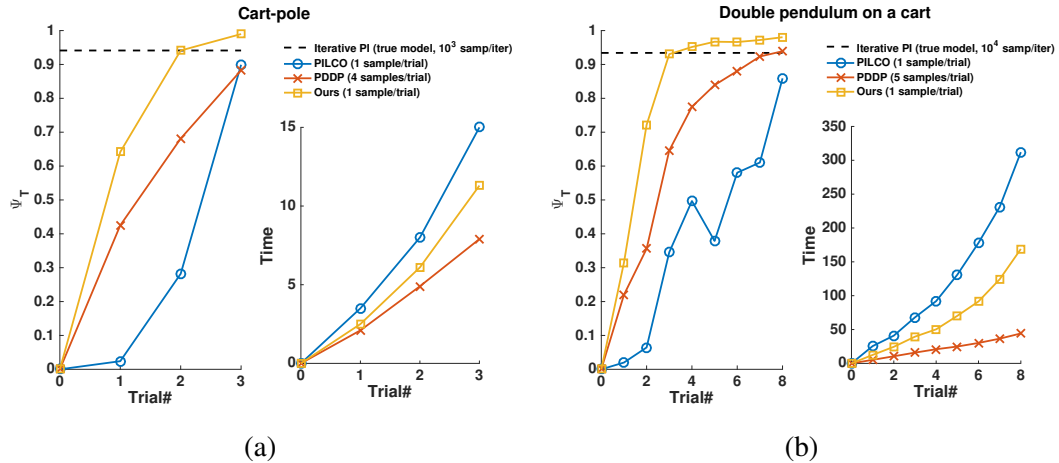 Cart-pole
1
0.9
0.8
0.7
0.6
0.5
0.4
0.3
0.2
0.1
0
Ψ_T
0 1 2 3
Trial#
Iterative PI (true model, 10³ samp/iter)
PILCO (1 sample/trial)
PDDP (4 samples/trial)
Ours (1 sample/trial)
15
10
5
0
Time
0 1 2 3
Trial#
(a)
Double pendulum on a cart
1
0.9
0.8
0.7
0.6
0.5
0.4
0.3
0.2
0.1
0
Ψ_T
0 2 4 6 8
Trial#
Iterative PI (true model, 10⁴ samp/iter)
PILCO (1 sample/trial)
PDDP (5 samples/trial)
Ours (1 sample/trial)
350
300
250
200
150
100
50
0
Time
0 2 4 6 8
Trial#
(b)